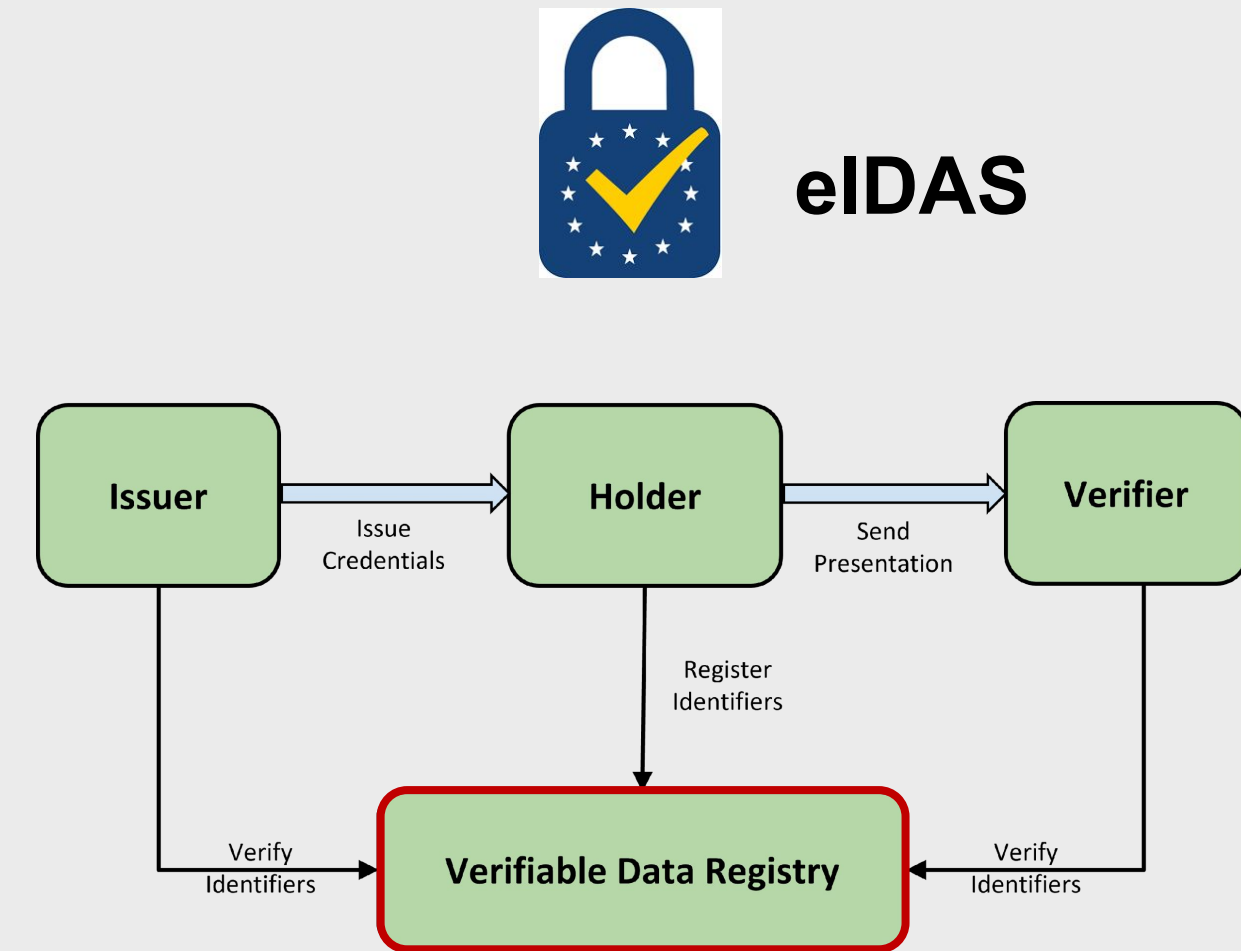 eIDAS
Issuer
Issue
Credentials
Holder
Send
Presentation
Verifier
Register
Identifiers
Verify
Identifiers
Verifiable Data Registry
Verify
Identifiers